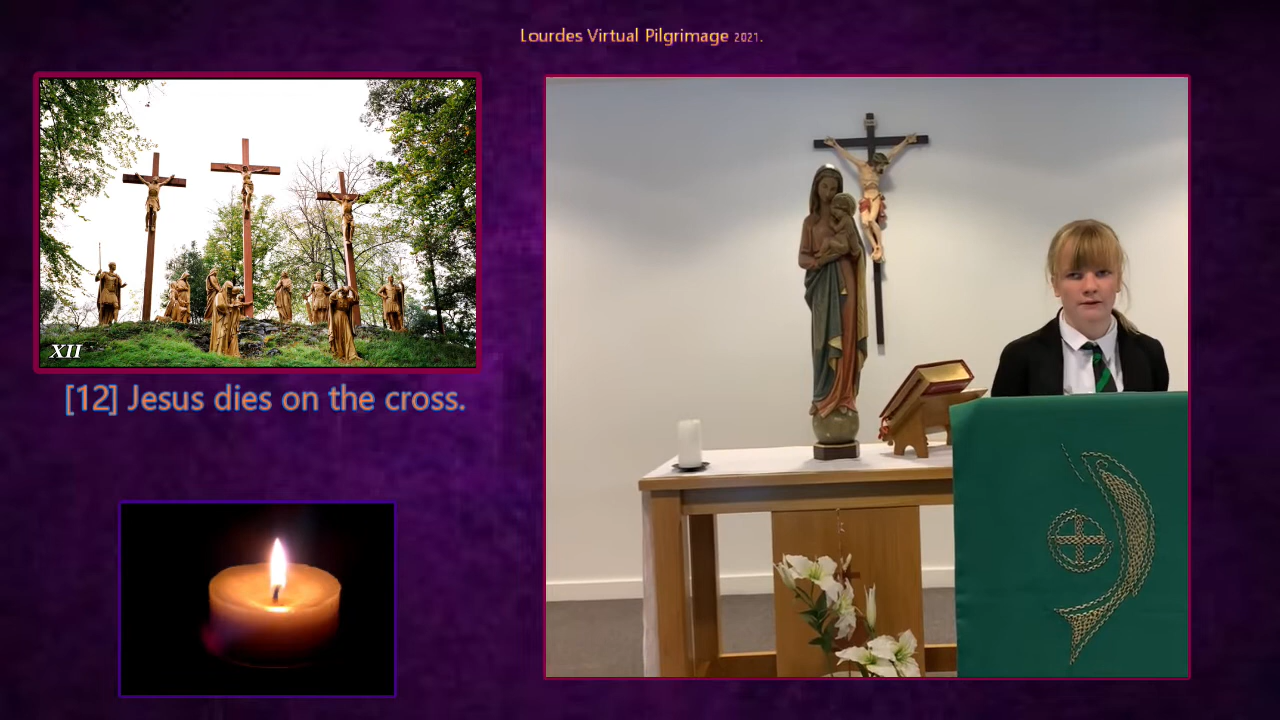 Lourdes Virtual Pilgrimage 2021.
XII
[12] Jesus dies on the cross.